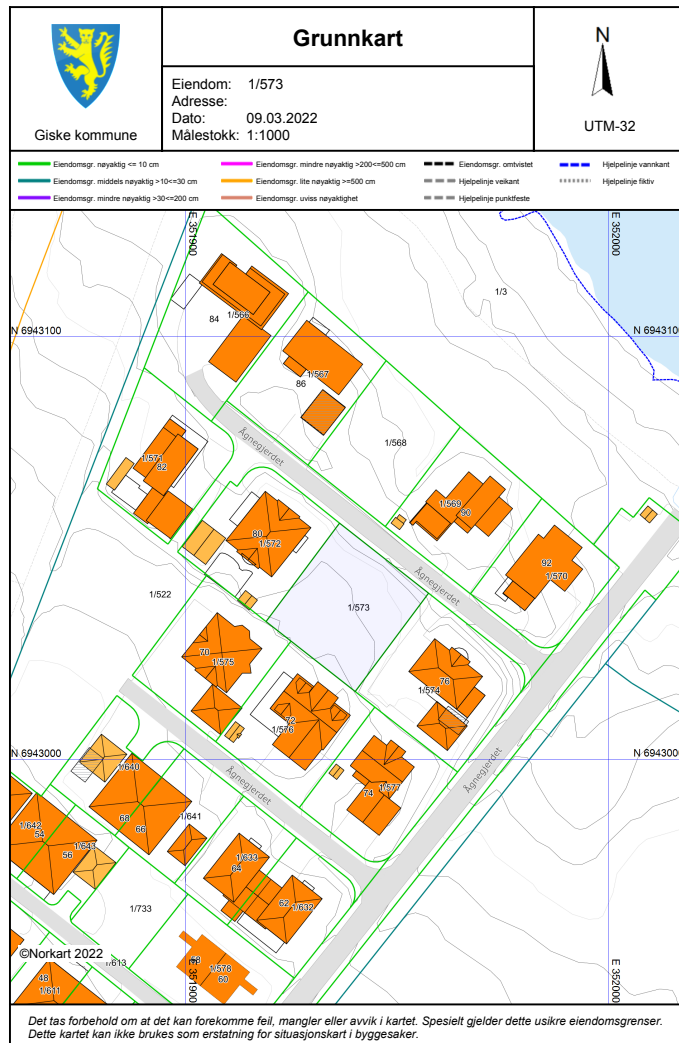 Grunnkart
Giske kommune
Eiendom: 1/573
Adresse:
Dato: 09.03.2022
Målestokk: 1:1000
N
UTM-32
Eiendomsgr. nøyaktig <= 10 cm
Eiendomsgr. middels nøyaktig >10<=30 cm
Eiendomsgr. mindre nøyaktig >30<=200 cm
Eiendomsgr. mindre nøyaktig >200<=500 cm
Eiendomsgr. lite nøyaktig >=500 cm
Eiendomsgr. uviss nøyaktighet
Eiendomsgr. omtvistet
Hjelpelinje veikant
Hjelpelinje punktfeste
Hjelpelinje vannkant
Hjelpelinje fiktiv
E 351900
E 352000
1/3
84
1/566
N 6943100
N 6943100
1/567
86
1/568
Ågnegjerdet
1/571
82
1/569
90
80
1/572
92
1/570
Ågnegjerdet
1/522
1/573
70
1/575
76
1/574
72
1/576
N 6943000
N 6943000
1/640
74
1/577
Ågnegjerdet
Ågnegjerdet
68
66
1/641
1/642
54
56
1/643
1/633
64
62
1/632
1/733
©Norkart 2022
1/613
58
1/578
60
48
1/611
E 351900
E 352000
Det tas forbehold om at det kan forekomme feil, mangler eller avvik i kartet. Spesielt gjelder dette usikre eiendomsgrenser.
Dette kartet kan ikke brukes som erstatning for situasjonskart i byggesaker.